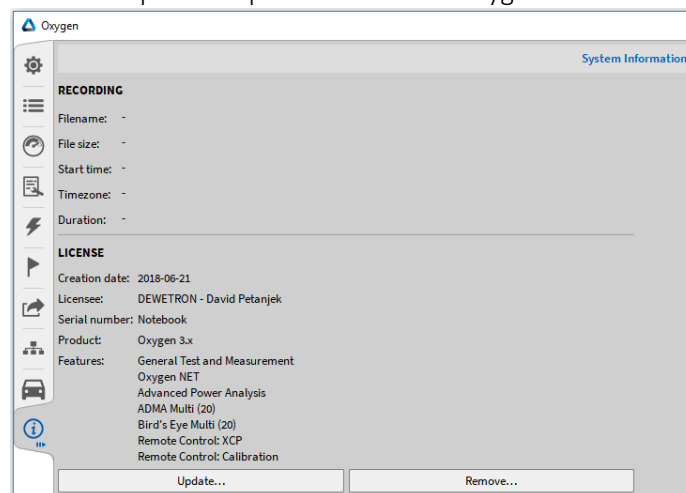 Oxygen
System Information
RECORDING
Filename: -
File size: -
Start time: -
Timezone: -
Duration: -
LICENSE
Creation date: 2018-06-21
Licensee: DEWETRON - David Petanjek
Serial number: Notebook
Product: Oxygen 3.x
Features: General Test and Measurement
Oxygen NET
Advanced Power Analysis
ADMA Multi (20)
Bird's Eye Multi (20)
Remote Control: XCP
Remote Control: Calibration
Update... Remove...